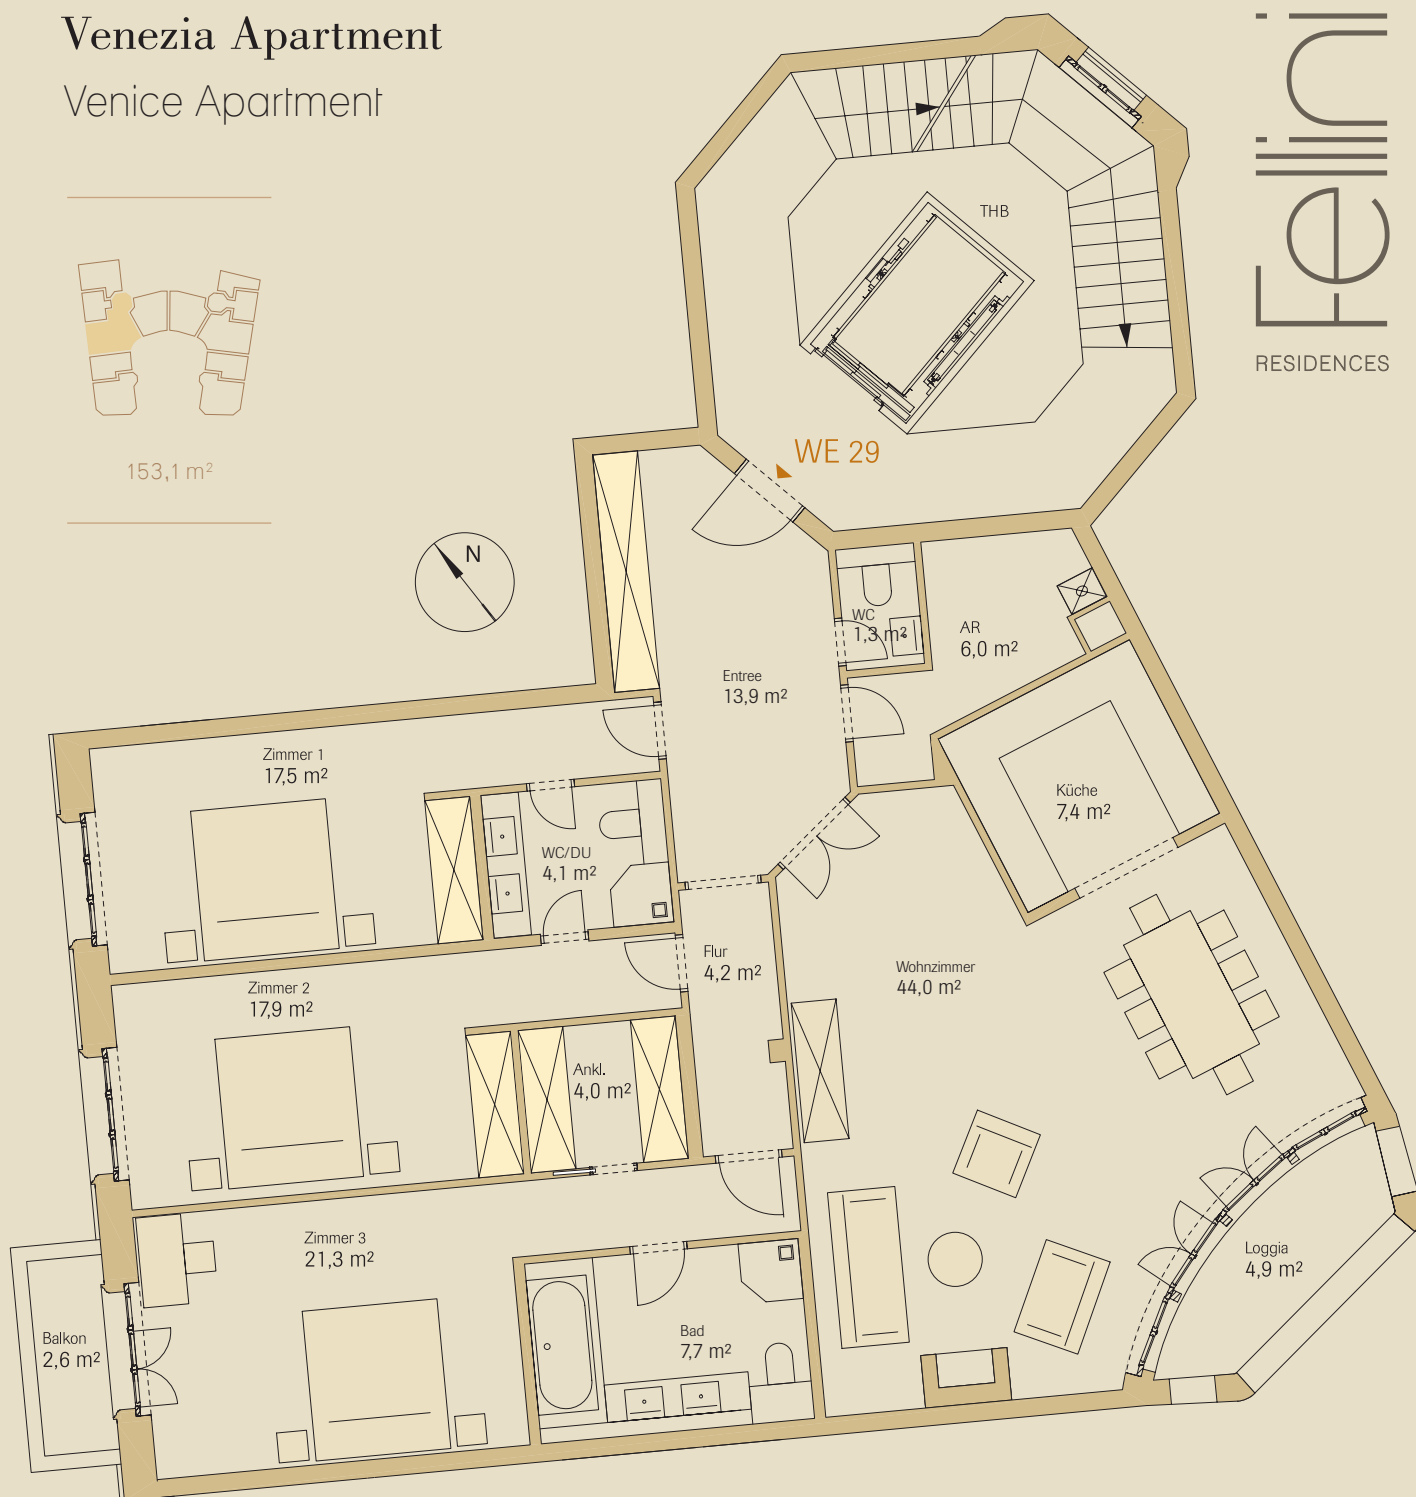 Venezia Apartment
Venice Apartment
Fellini
RESIDENCES
153,1 m²
N
THB
WE 29
WC
1,3 m²
AR
6,0 m²
Entree
13,9 m²
Zimmer 1
17,5 m²
Küche
7,4 m²
WC/DU
4,1 m²
Flur
4,2 m²
Wohnzimmer
44,0 m²
Zimmer 2
17,9 m²
Ankl.
4,0 m²
Zimmer 3
21,3 m²
Loggia
4,9 m²
Balkon
2,6 m²
Bad
7,7 m²